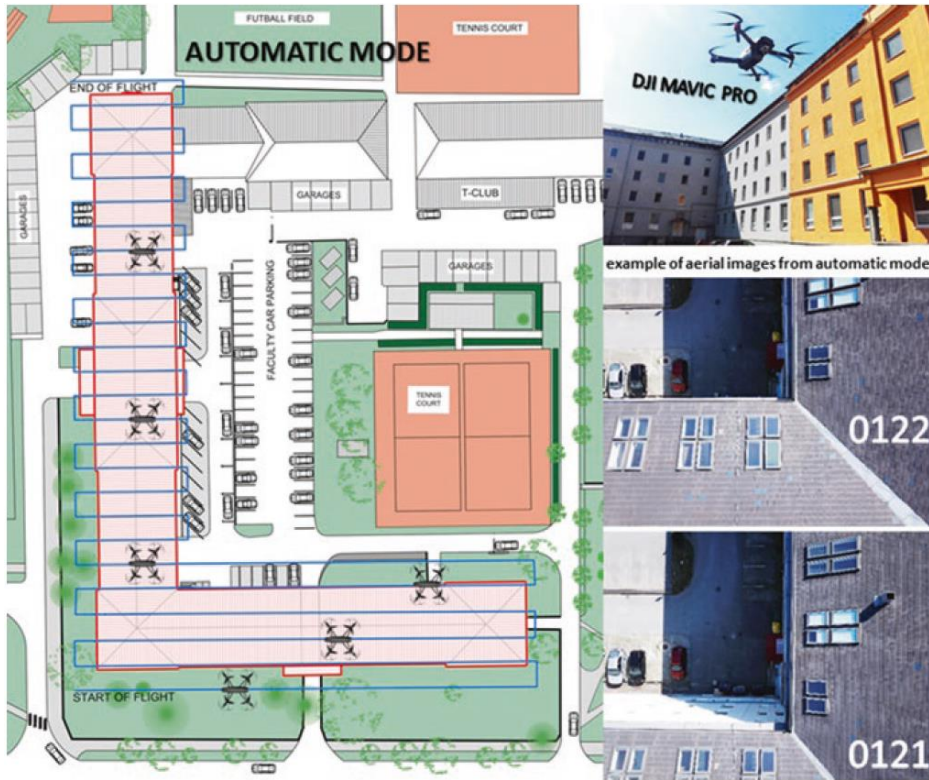 FUTBALL FIELD
TENNIS COURT
AUTOMATIC MODE
DJI MAVIC PRO
END OF FLIGHT
GARAGES
GARAGES
T-CLUB
GARAGES
example of aerial images from automatic mode
FACULTY CAR PARKING
TENNIS
COURT
0122
START OF FLIGHT
0121